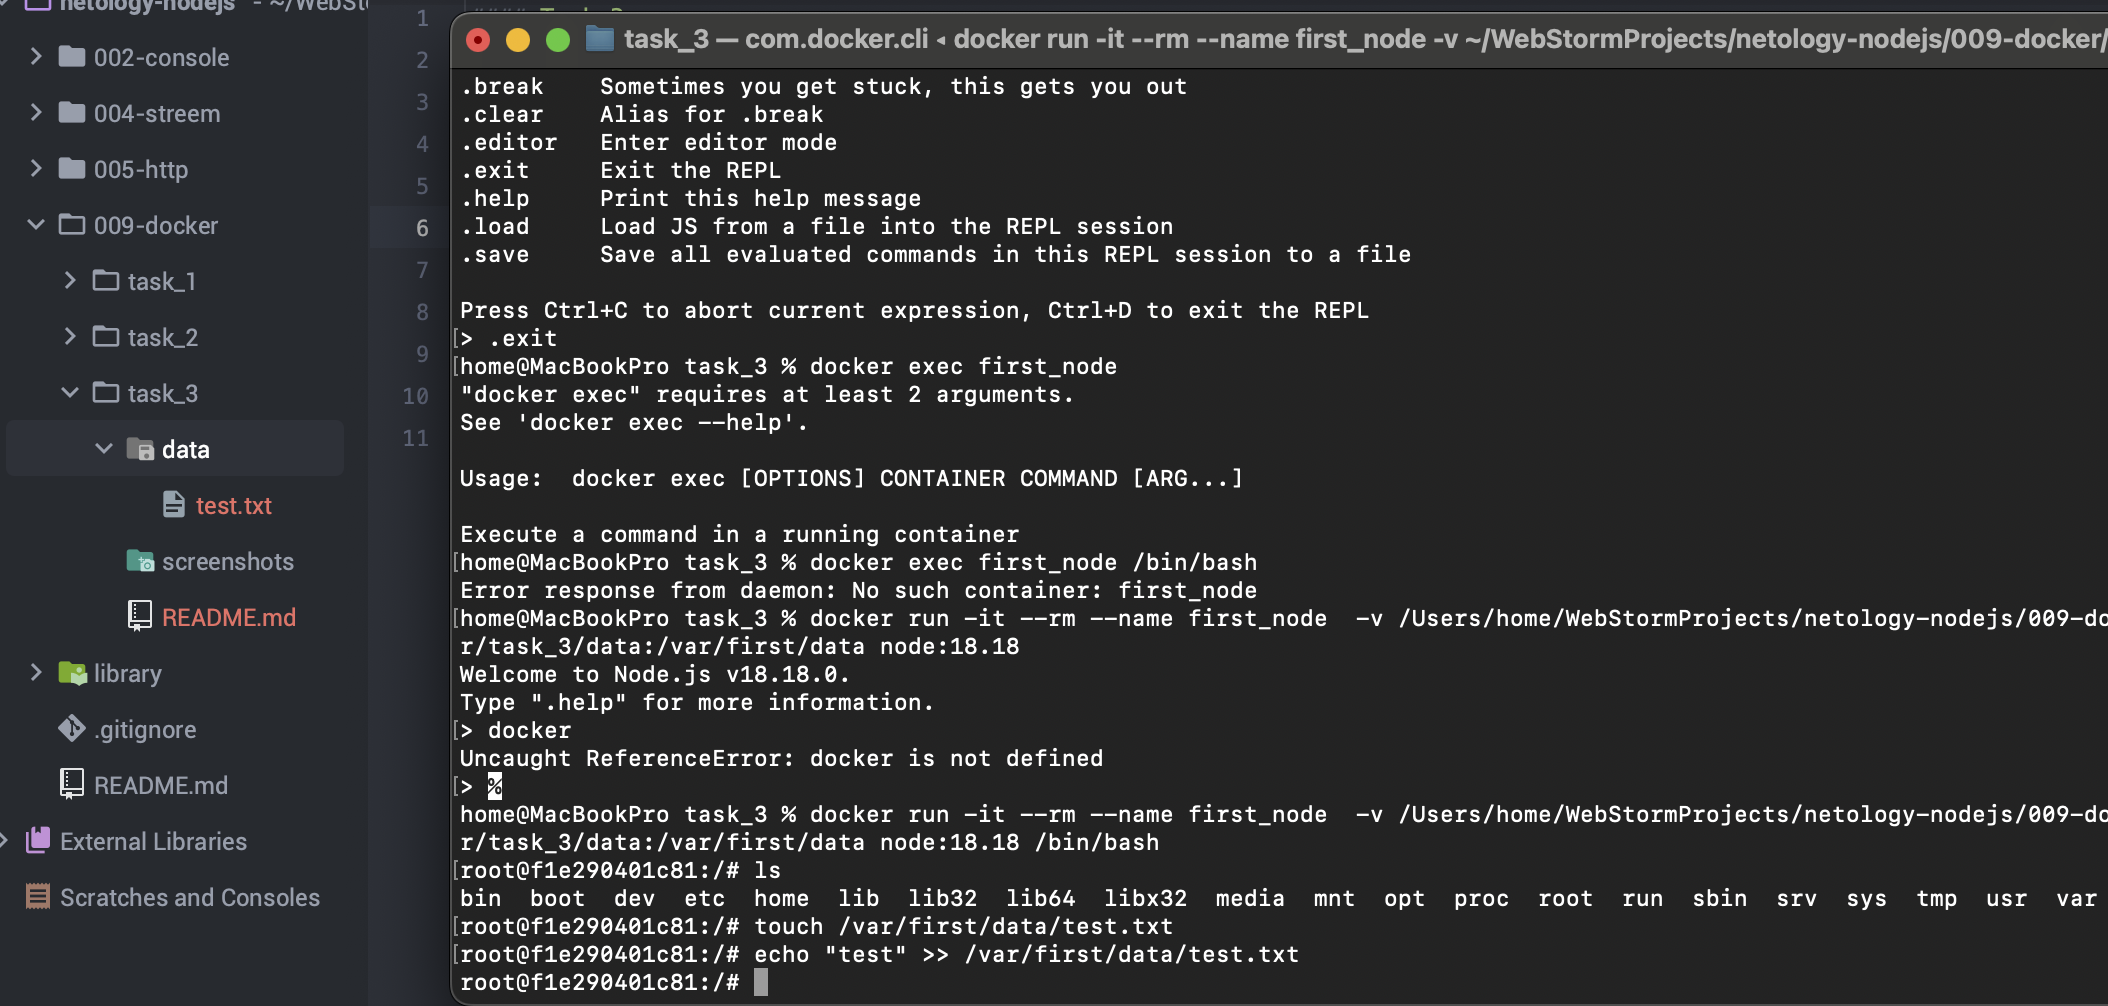 netology-nodejs - ~/WebSto
002-console
004-streem
005-http
009-docker
task_1
task_2
task_3
data
test.txt
screenshots
README.md
library
.gitignore
README.md
External Libraries
Scratches and Consoles
1
2
3
4
5
6
7
8
9
10
11
task_3 — com.docker.cli ◂ docker run -it --rm --name first_node -v ~/WebStormProjects/netology-nodejs/009-docker/
.break    Sometimes you get stuck, this gets you out
.clear    Alias for .break
.editor   Enter editor mode
.exit     Exit the REPL
.help     Print this help message
.load     Load JS from a file into the REPL session
.save     Save all evaluated commands in this REPL session to a file
Press Ctrl+C to abort current expression, Ctrl+D to exit the REPL
[> .exit
[home@MacBookPro task_3 % docker exec first_node
"docker exec" requires at least 2 arguments.
See 'docker exec --help'.
Usage:  docker exec [OPTIONS] CONTAINER COMMAND [ARG...]
Execute a command in a running container
[home@MacBookPro task_3 % docker exec first_node /bin/bash
Error response from daemon: No such container: first_node
[home@MacBookPro task_3 % docker run -it --rm --name first_node  -v /Users/home/WebStormProjects/netology-nodejs/009-do
r/task_3/data:/var/first/data node:18.18
Welcome to Node.js v18.18.0.
Type ".help" for more information.
[> docker
Uncaught ReferenceError: docker is not defined
[> %
home@MacBookPro task_3 % docker run -it --rm --name first_node  -v /Users/home/WebStormProjects/netology-nodejs/009-do
r/task_3/data:/var/first/data node:18.18 /bin/bash
[root@f1e290401c81:/# ls
bin  boot  dev  etc  home  lib  lib32  lib64  libx32  media  mnt  opt  proc  root  run  sbin  srv  sys  tmp  usr  var
[root@f1e290401c81:/# touch /var/first/data/test.txt
[root@f1e290401c81:/# echo "test" >> /var/first/data/test.txt
root@f1e290401c81:/#